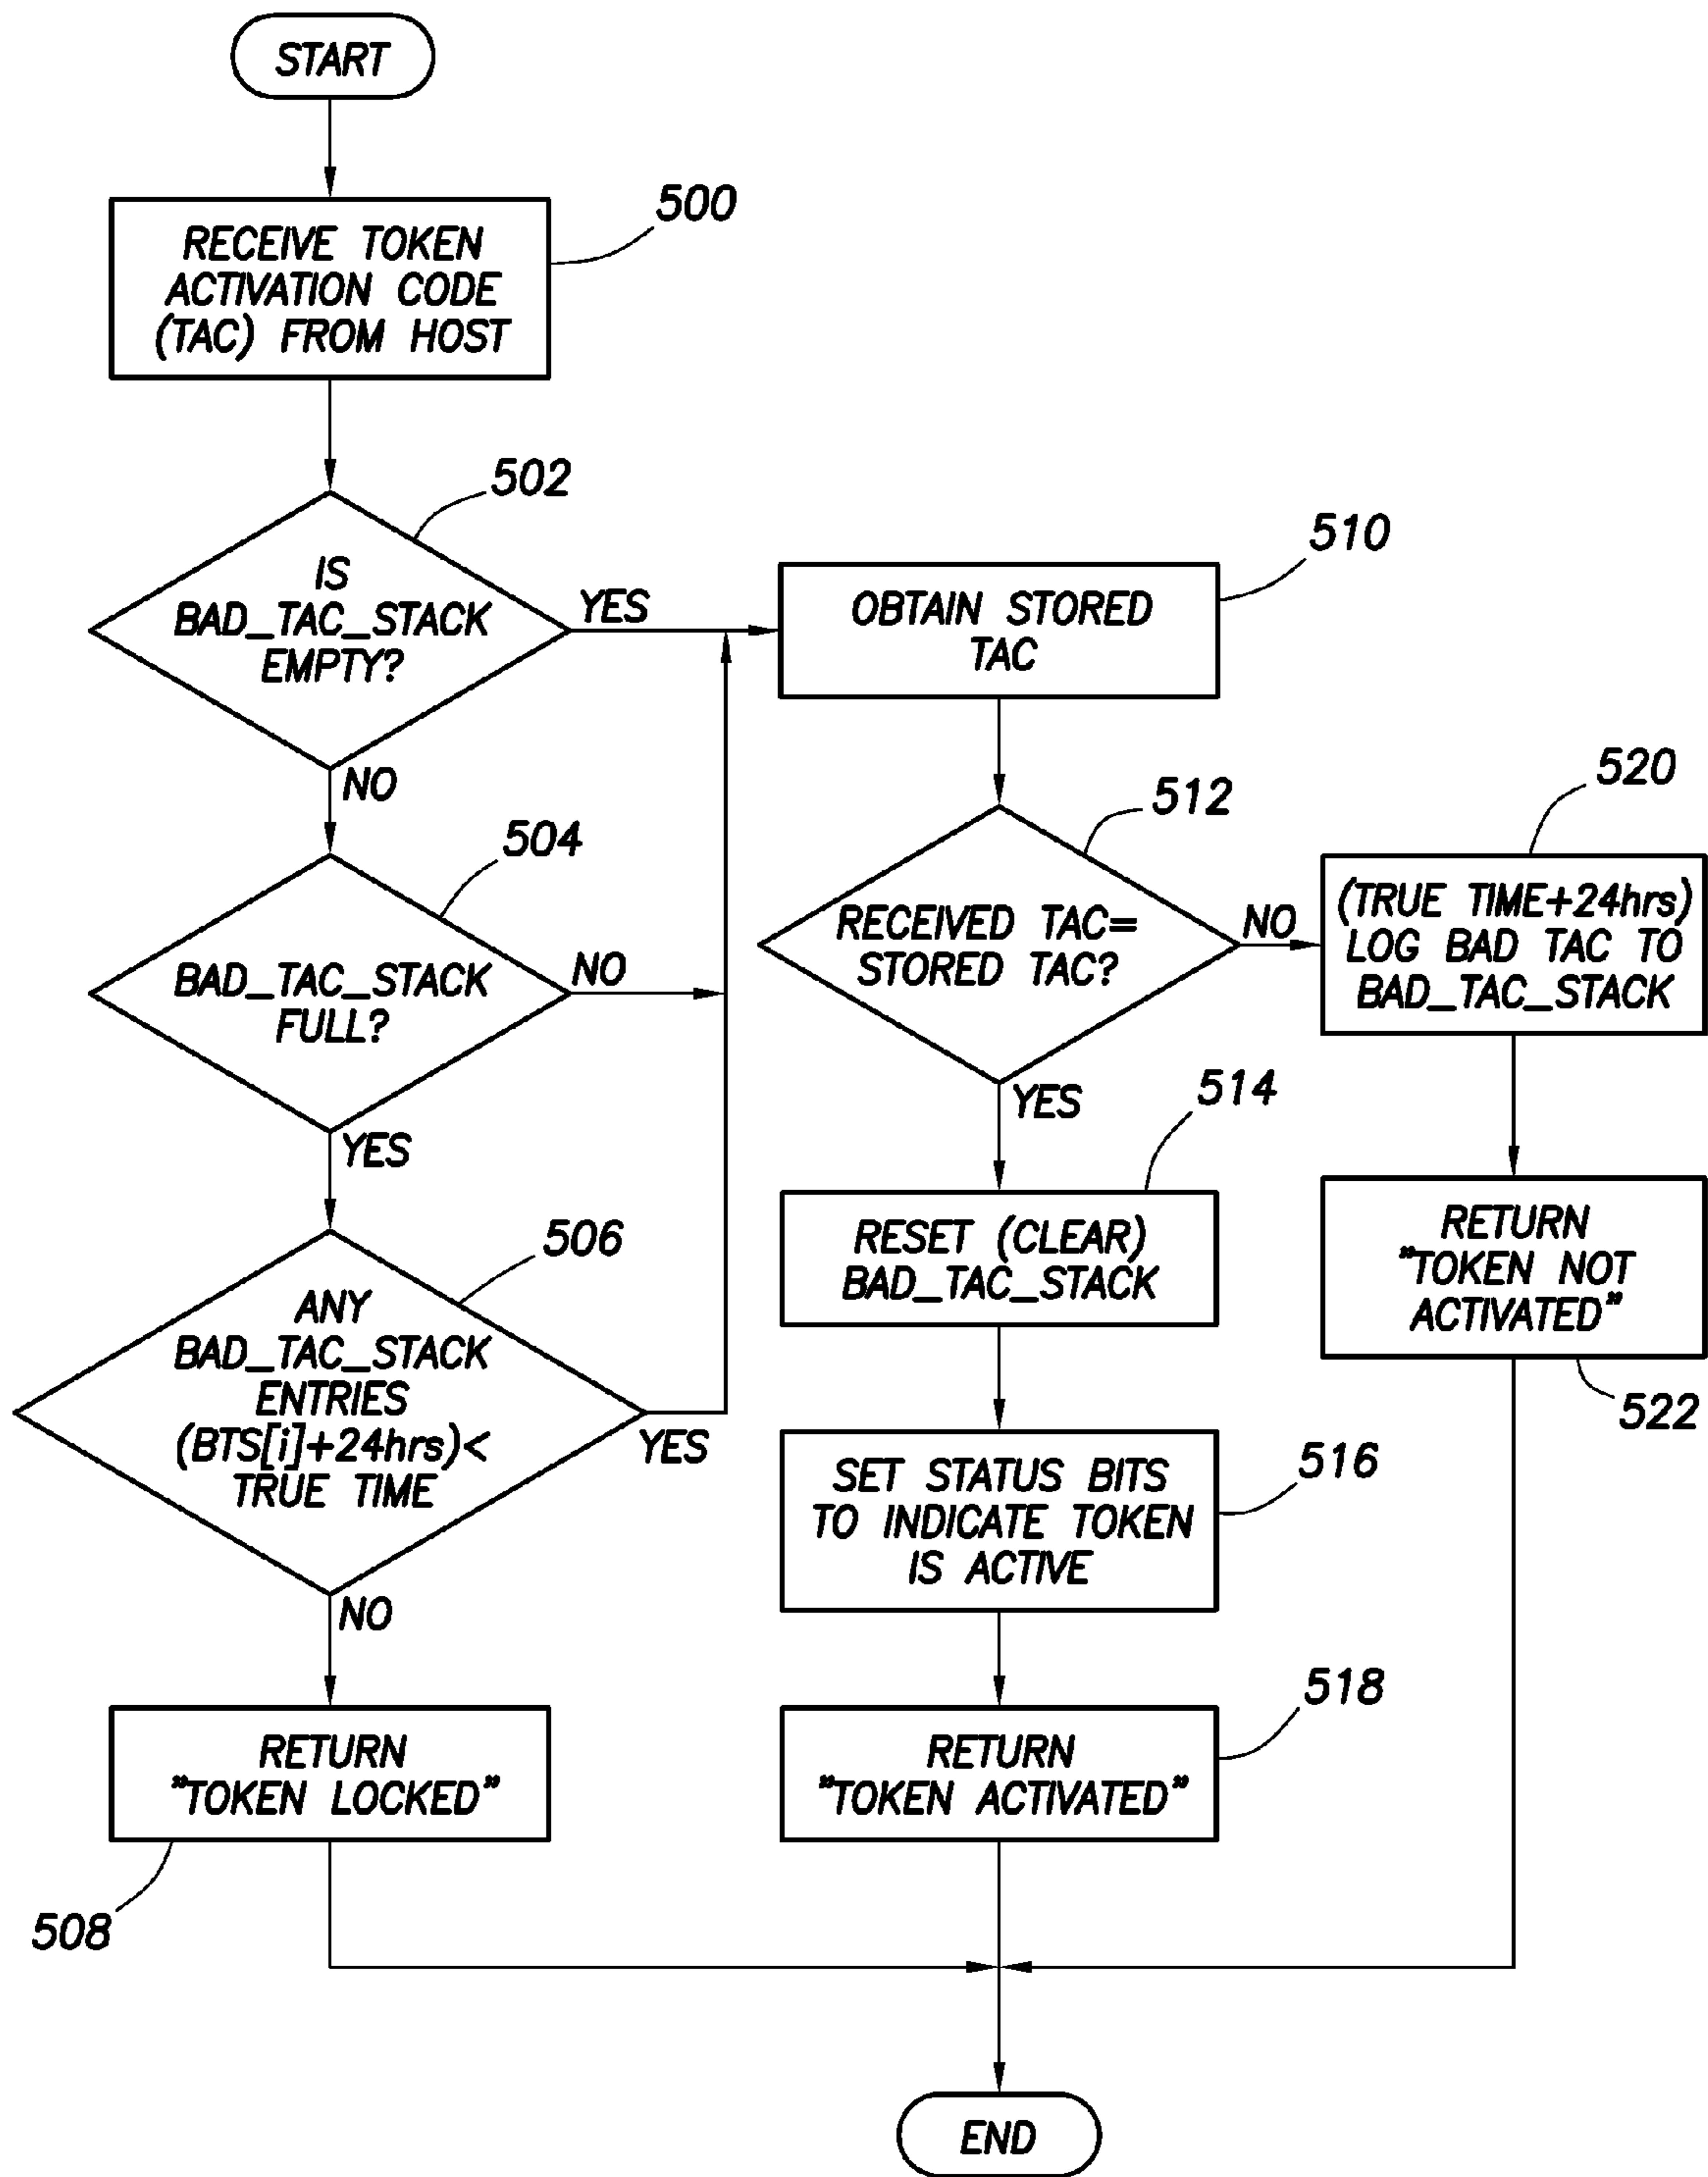 START
500
RECEIVE TOKEN
ACTIVATION CODE
(TAC) FROM HOST
502
IS
BAD_TAC_STACK
EMPTY?
YES
NO
504
BAD_TAC_STACK
FULL?
NO
YES
506
ANY
BAD_TAC_STACK
ENTRIES
(BTS[i]+24hrs)<
TRUE TIME
YES
NO
RETURN
"TOKEN LOCKED"
508
510
OBTAIN STORED
TAC
512
RECEIVED TAC=
STORED TAC?
NO
YES
514
RESET (CLEAR)
BAD_TAC_STACK
516
SET STATUS BITS
TO INDICATE TOKEN
IS ACTIVE
518
RETURN
"TOKEN ACTIVATED"
520
(TRUE TIME+24hrs)
LOG BAD TAC TO
BAD_TAC_STACK
RETURN
"TOKEN NOT
ACTIVATED"
522
END